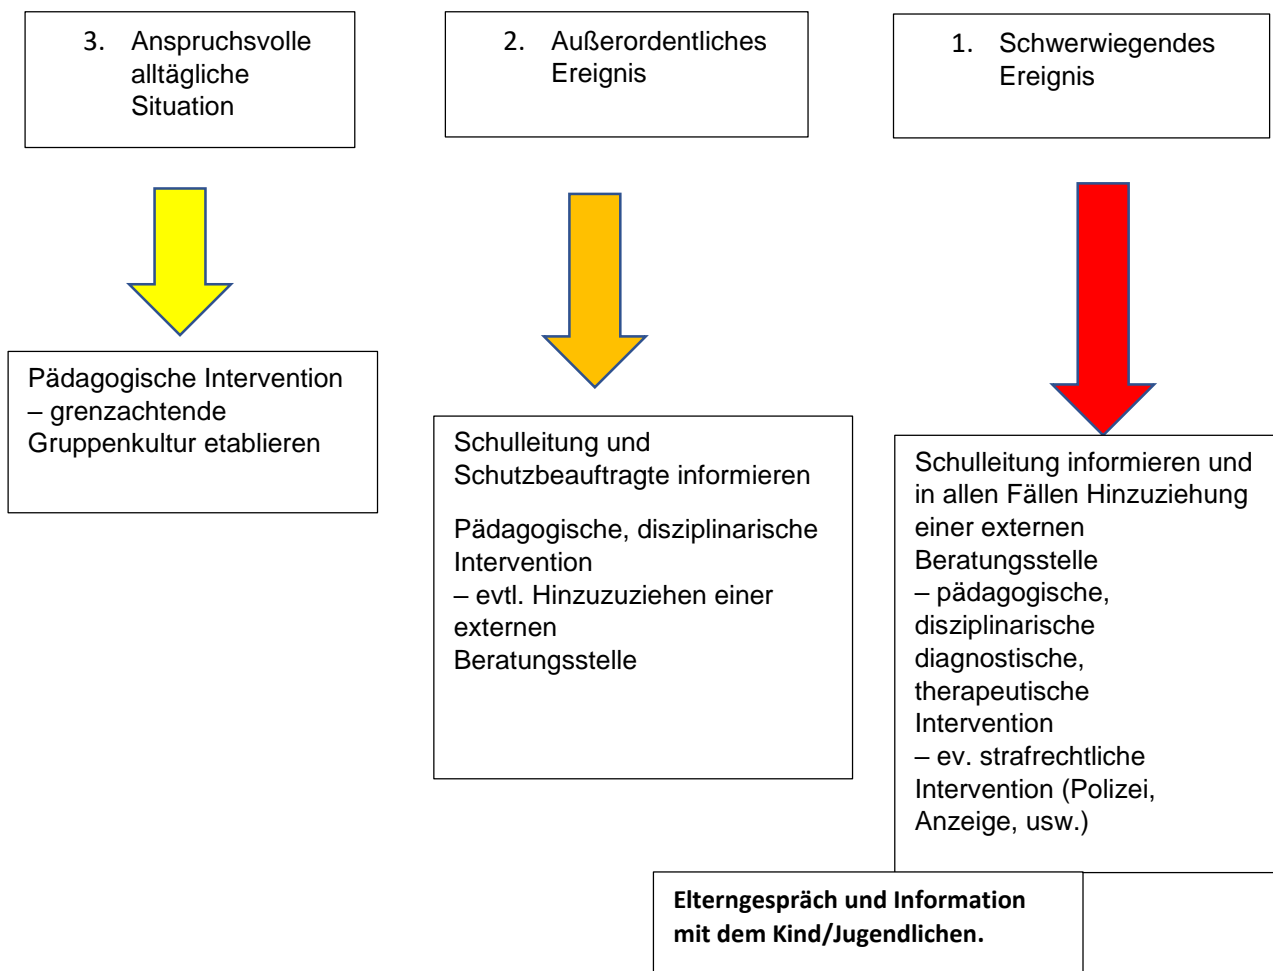 3. Anspruchsvolle
alltägliche
Situation
2. Außerordentliches
Ereignis
1. Schwerwiegendes
Ereignis
Pädagogische Intervention
– grenzachtende
Gruppenkultur etablieren
Schulleitung und
Schutzbeauftragte informieren
Pädagogische, disziplinarische
Intervention
– evtl. Hinzuzuziehen einer
externen
Beratungsstelle
Schulleitung informieren und
in allen Fällen Hinzuziehung
einer externen
Beratungsstelle
– pädagogische,
disziplinarische
diagnostische,
therapeutische
Intervention
– ev. strafrechtliche
Intervention (Polizei,
Anzeige, usw.)
Elterngespräch und Information
mit dem Kind/Jugendlichen.